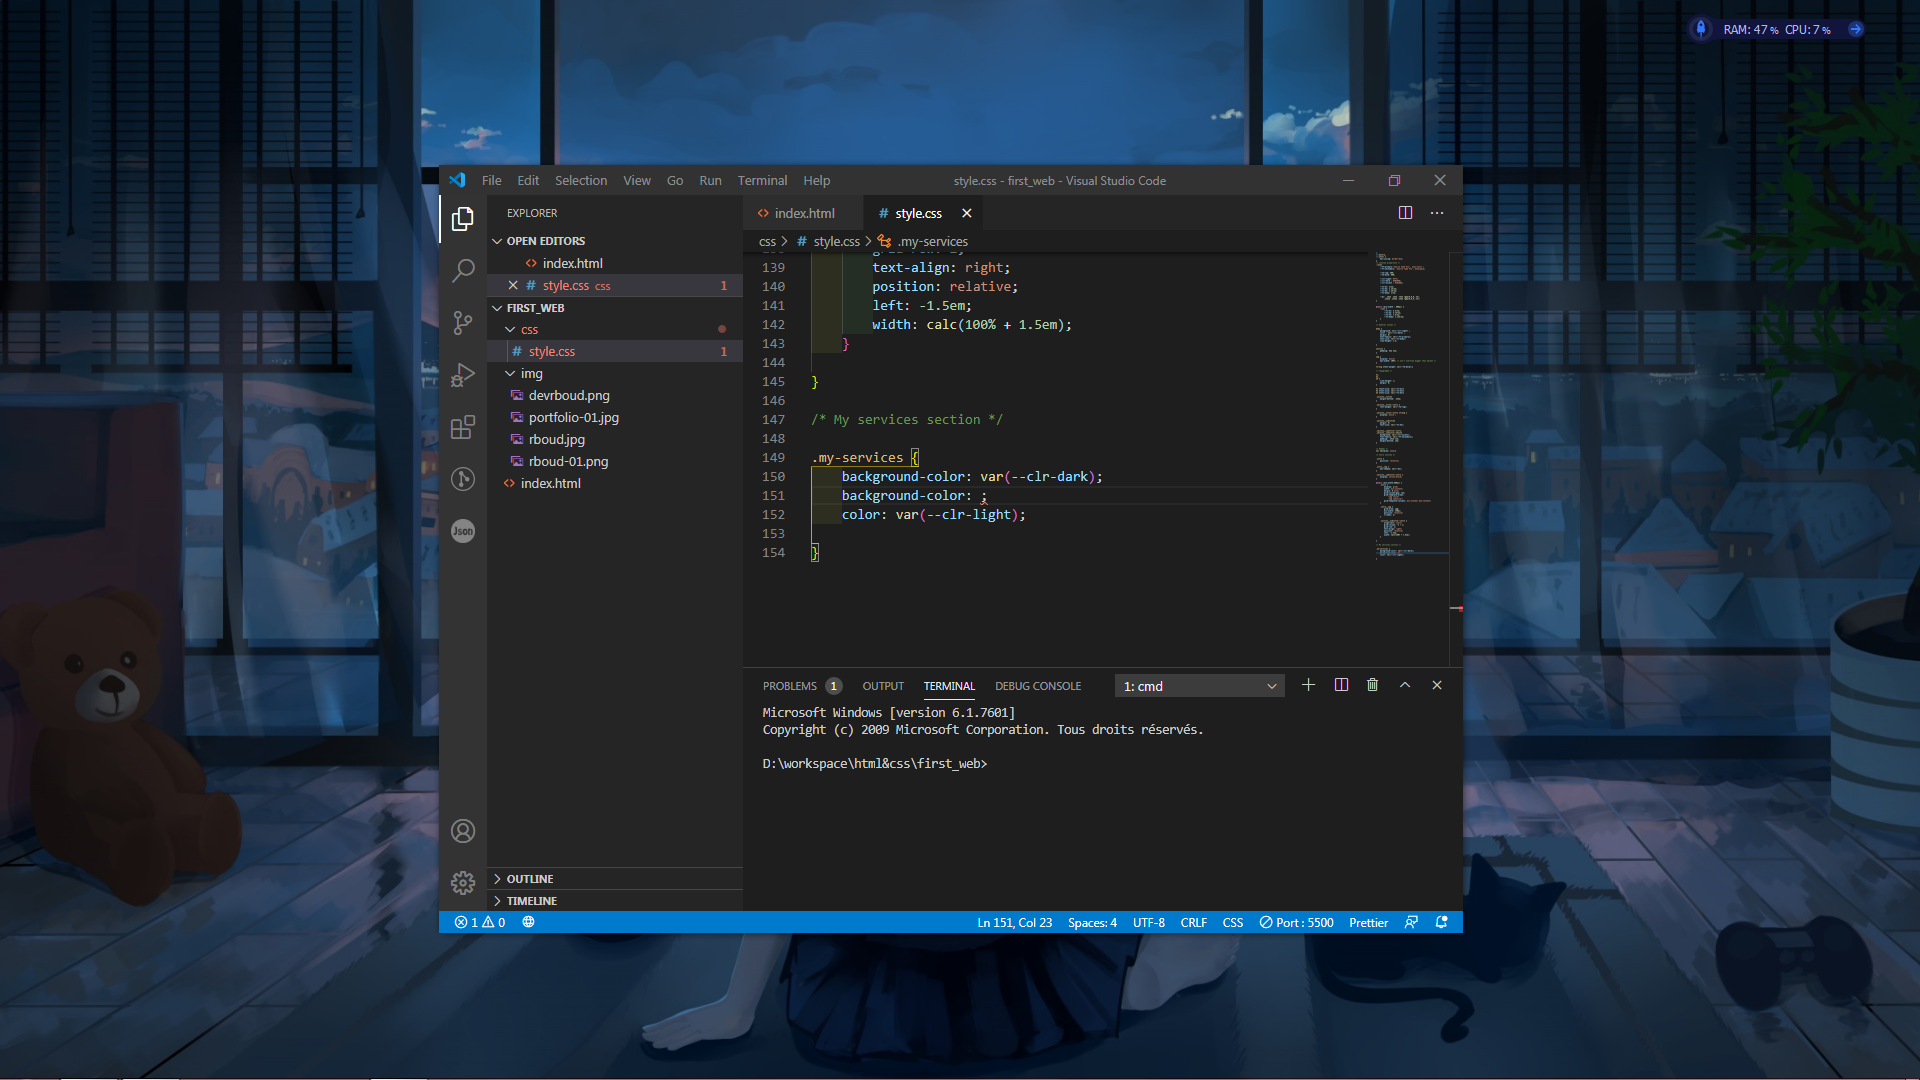 RAM: 47 % CPU: 7 %
File Edit Selection View Go Run Terminal Help
style.css - first_web - Visual Studio Code
EXPLORER
OPEN EDITORS
index.html
style.css css 1
FIRST_WEB
css
style.css 1
img
devrboud.png
portfolio-01.jpg
rboud.jpg
rboud-01.png
index.html
Json
OUTLINE
TIMELINE
index.html
style.css
css > style.css > .my-services
139 text-align: right;
140 position: relative;
141 left: -1.5em;
142 width: calc(100% + 1.5em);
143 }
144
145 }
146
147 /* My services section */
148
149 .my-services {
150 background-color: var(--clr-dark);
151 background-color: ;
152 color: var(--clr-light);
153
154 }
PROBLEMS 1 OUTPUT TERMINAL DEBUG CONSOLE 1: cmd
Microsoft Windows [version 6.1.7601]
Copyright (c) 2009 Microsoft Corporation. Tous droits réservés.
D:\workspace\html&css\first_web>
1 0 Ln 151, Col 23 Spaces: 4 UTF-8 CRLF CSS Port : 5500 Prettier